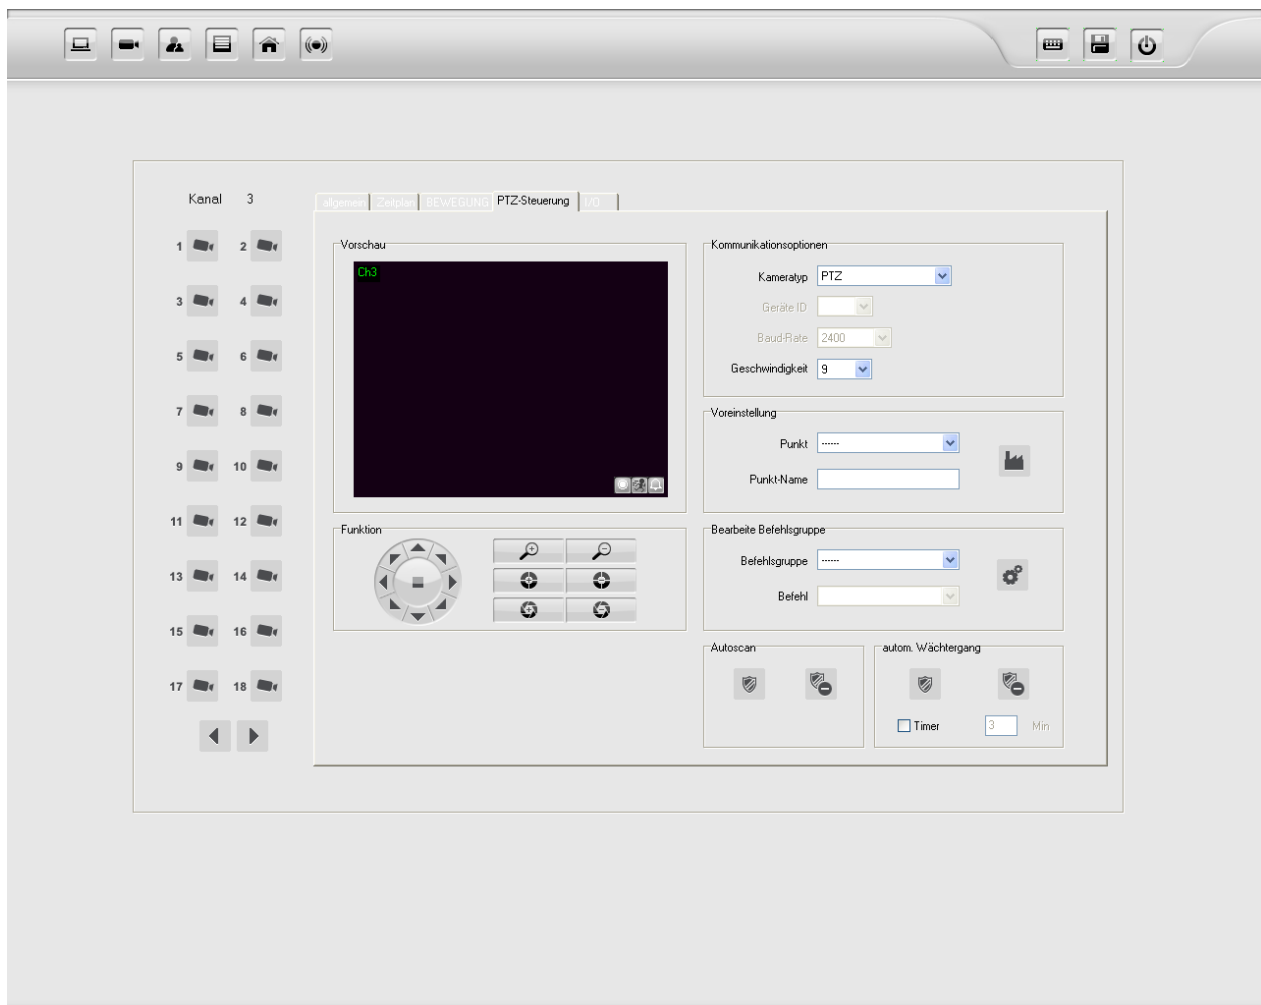 Kanal 3
allgemein Zeitplan BEWEGUNG PTZ-Steuerung I/O
1 2
3 4
5 6
7 8
9 10
11 12
13 14
15 16
17 18
Vorschau
Ch3
Funktion
Kommunikationsoptionen
Kameratyp PTZ
Geräte ID
Baud-Rate 2400
Geschwindigkeit 9
Voreinstellung
Punkt ------
Punkt-Name
Bearbeite Befehlsgruppe
Befehlsgruppe ------
Befehl
Autoscan
autom. Wächtergang
Timer 3 Min